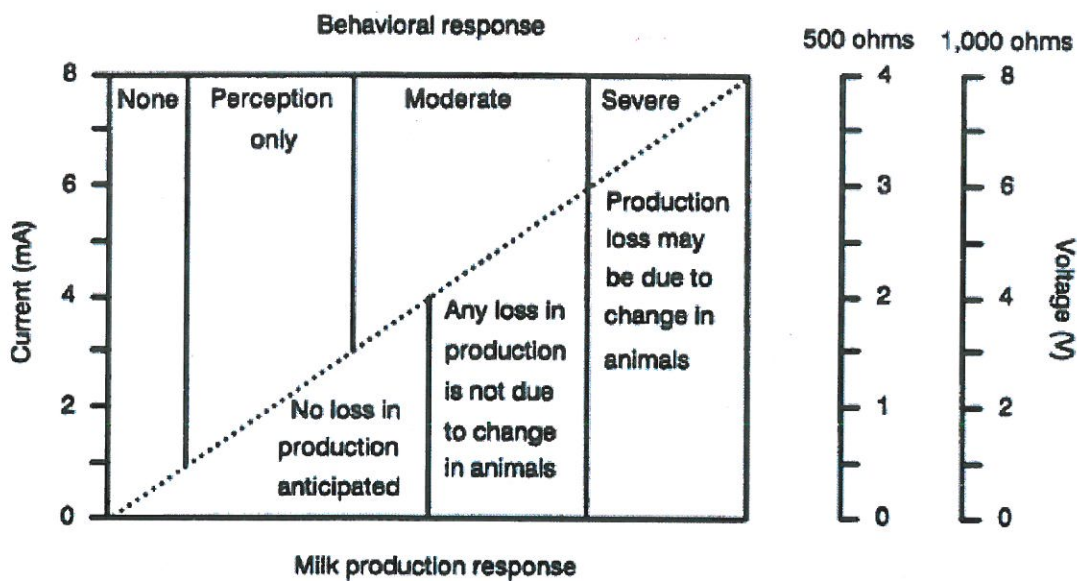 Behavioral response
500 ohms
1,000 ohms
8
6
4
2
0
Current (mA)
None
Perception
only
Moderate
Severe
No loss in
production
anticipated
Any loss in
production
is not due
to change
in animals
Production
loss may
be due to
change in
animals
4
3
2
1
0
8
6
4
2
0
Voltage (V)
Milk production response